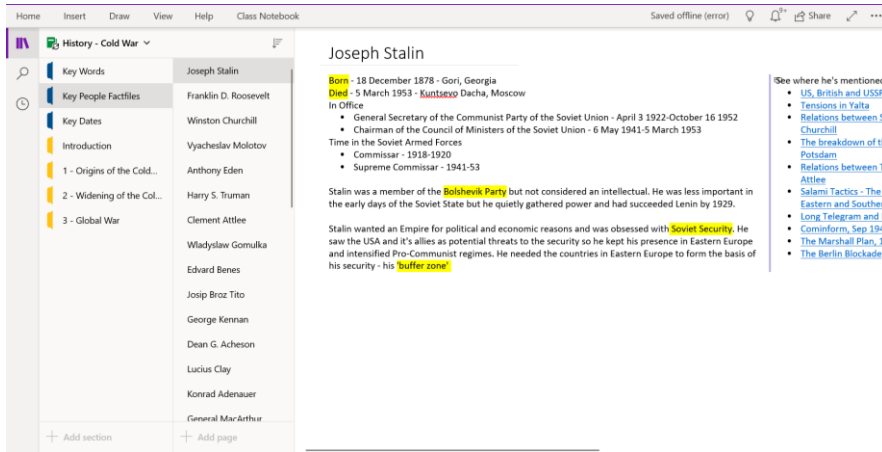 Home Insert Draw View Help Class Notebook Saved offline (error) 9+ Share
History - Cold War
Key Words
Key People Factfiles
Key Dates
Introduction
1 - Origins of the Cold...
2 - Widening of the Col...
3 - Global War
Add section
Joseph Stalin
Franklin D. Roosevelt
Winston Churchill
Vyacheslav Molotov
Anthony Eden
Harry S. Truman
Clement Attlee
Wladyslaw Gomulka
Edvard Benes
Josip Broz Tito
George Kennan
Dean G. Acheson
Lucius Clay
Konrad Adenauer
General MacArthur
Add page
Joseph Stalin
Born - 18 December 1878 - Gori, Georgia
Died - 5 March 1953 - Kuntsevo Dacha, Moscow
In Office
• General Secretary of the Communist Party of the Soviet Union - April 3 1922-October 16 1952
• Chairman of the Council of Ministers of the Soviet Union - 6 May 1941-5 March 1953
Time in the Soviet Armed Forces
• Commissar - 1918-1920
• Supreme Commissar - 1941-53
Stalin was a member of the Bolshevik Party but not considered an intellectual. He was less important in
the early days of the Soviet State but he quietly gathered power and had succeeded Lenin by 1929.
Stalin wanted an Empire for political and economic reasons and was obsessed with Soviet Security. He
saw the USA and it's allies as potential threats to the security so he kept his presence in Eastern Europe
and intensified Pro-Communist regimes. He needed the countries in Eastern Europe to form the basis of
his security - his 'buffer zone'
See where he's mentioned
• US, British and USSR
• Tensions in Yalta
• Relations between
Churchill
• The breakdown of
Potsdam
• Relations between
Attlee
• Salami Tactics - The
Eastern and Southe
• Long Telegram and
• Cominform, Sep 194
• The Marshall Plan, 1
• The Berlin Blockade